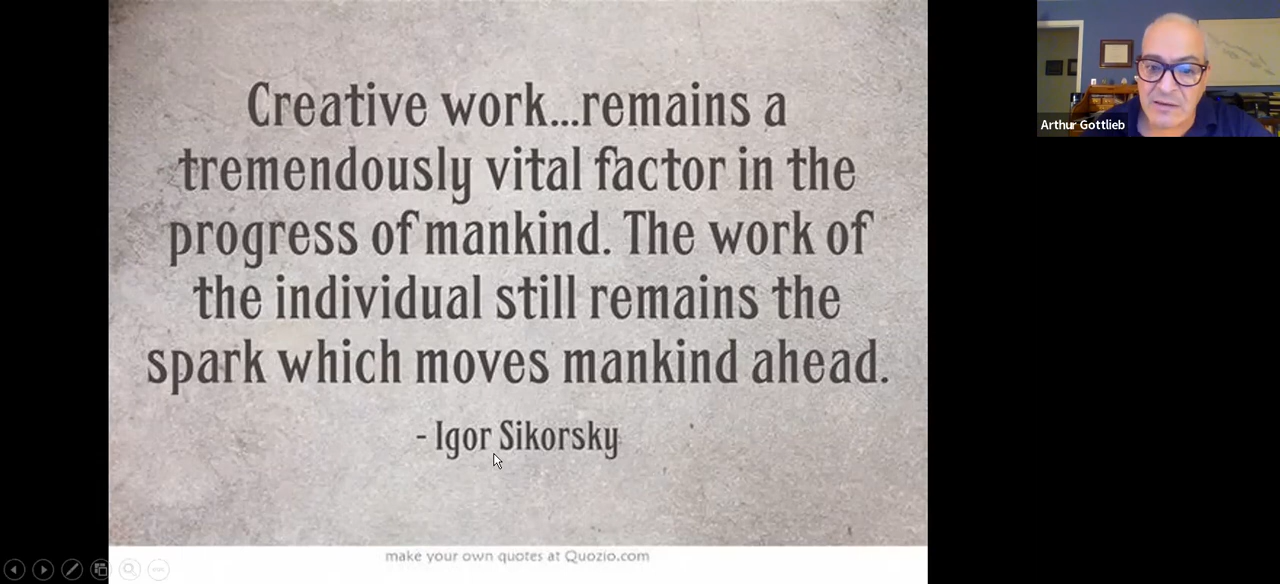 Creative work...remains a
tremendously vital factor in the
progress of mankind. The work of
the individual still remains the
spark which moves mankind ahead.
- Igor Sikorsky
make your own quotes at Quozio.com
Arthur Gottlieb